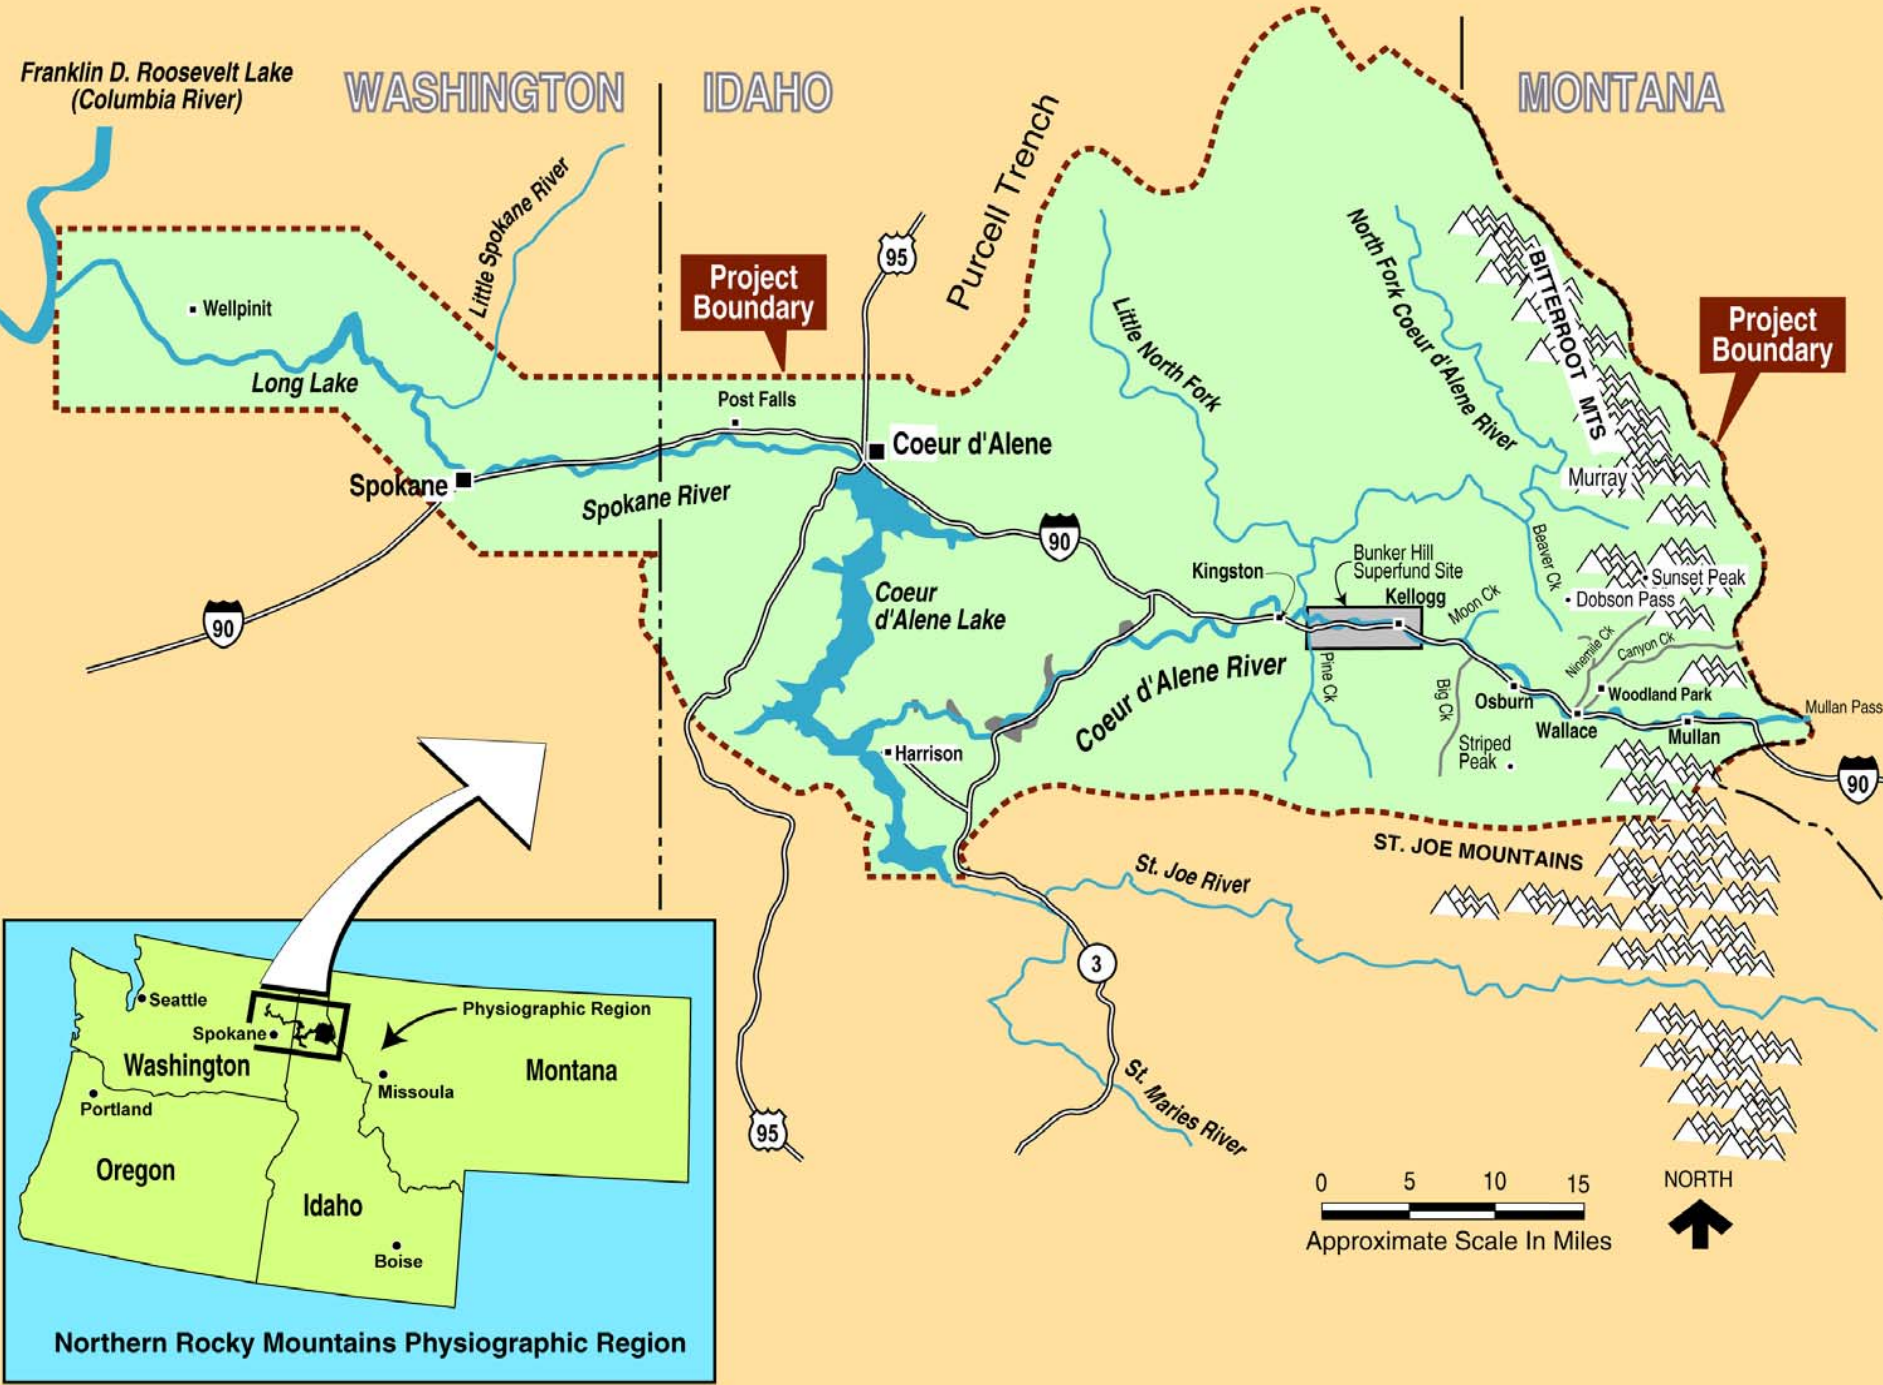 Franklin D. Roosevelt Lake
(Columbia River)
WASHINGTON
IDAHO
MONTANA
Little Spokane River
Purcell Trench
95
Project
Boundary
Wellpinit
Long Lake
Little North Fork
North Fork Coeur d'Alene River
BITTERROOT MTS
Project
Boundary
Post Falls
Coeur d'Alene
Spokane
Spokane River
Murray
90
Beaver Ck
Bunker Hill
Superfund Site
Kingston
Kellogg
Moon Ck
Sunset Peak
Dobson Pass
Coeur
d'Alene Lake
90
Ninemile Ck
Canyon Ck
Coeur d'Alene River
Pine Ck
Big Ck
Osburn
Woodland Park
Wallace
Mullan
Mullan Pass
Harrison
Striped
Peak
90
ST. JOE MOUNTAINS
St. Joe River
3
St. Maries River
95
Seattle
Spokane
Washington
Physiographic Region
Montana
Missoula
Portland
Oregon
Idaho
Boise
Northern Rocky Mountains Physiographic Region
0 5 10 15
Approximate Scale In Miles
NORTH